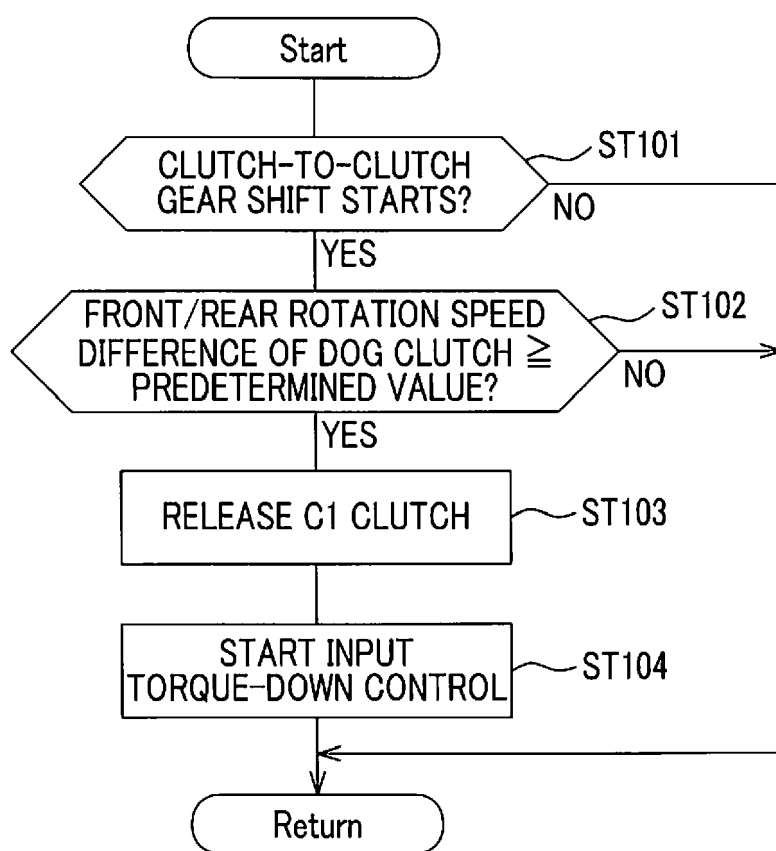 Start
CLUTCH-TO-CLUTCH
GEAR SHIFT STARTS?
ST101
NO
YES
FRONT/REAR ROTATION SPEED
DIFFERENCE OF DOG CLUTCH ≧
PREDETERMINED VALUE?
ST102
NO
YES
RELEASE C1 CLUTCH
ST103
START INPUT
TORQUE-DOWN CONTROL
ST104
Return